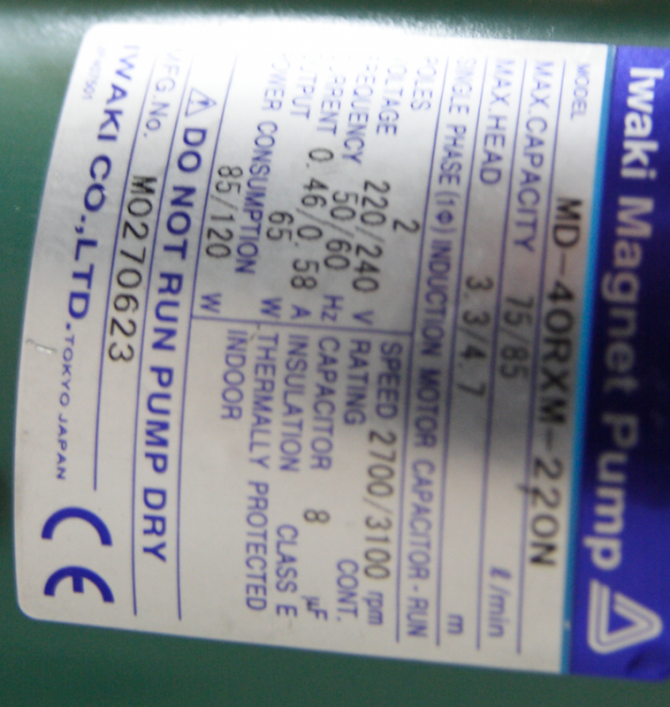 Iwaki Magnet Pump
MODEL MD-40RXM-220N
MAX.CAPACITY 75/85 ℓ/min
MAX.HEAD 3.3/4.7 m
SINGLE PHASE (1Φ) INDUCTION MOTOR CAPACITOR-RUN
POLES 2 SPEED 2700/3100 rpm
VOLTAGE 220/240 V RATING CONT.
FREQUENCY 50/60 Hz CAPACITOR 8 µF
CURRENT 0.46/0.58 A INSULATION CLASS E
OUTPUT 65 W THERMALLY PROTECTED
POWER CONSUMPTION 85/120 W INDOOR
⚠ DO NOT RUN PUMP DRY
MFG.No. M0270623
IWAKI CO.,LTD. TOKYO JAPAN CE